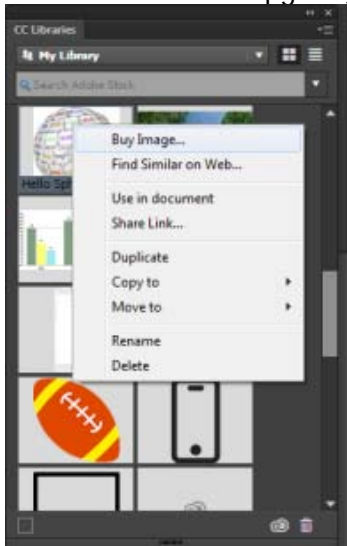 CC Libraries
My Library
Search Adobe Stock
Buy Image...
Find Similar on Web...
Hello Sp
Use in document
Share Link...
Duplicate
Copy to
Move to
Rename
Delete